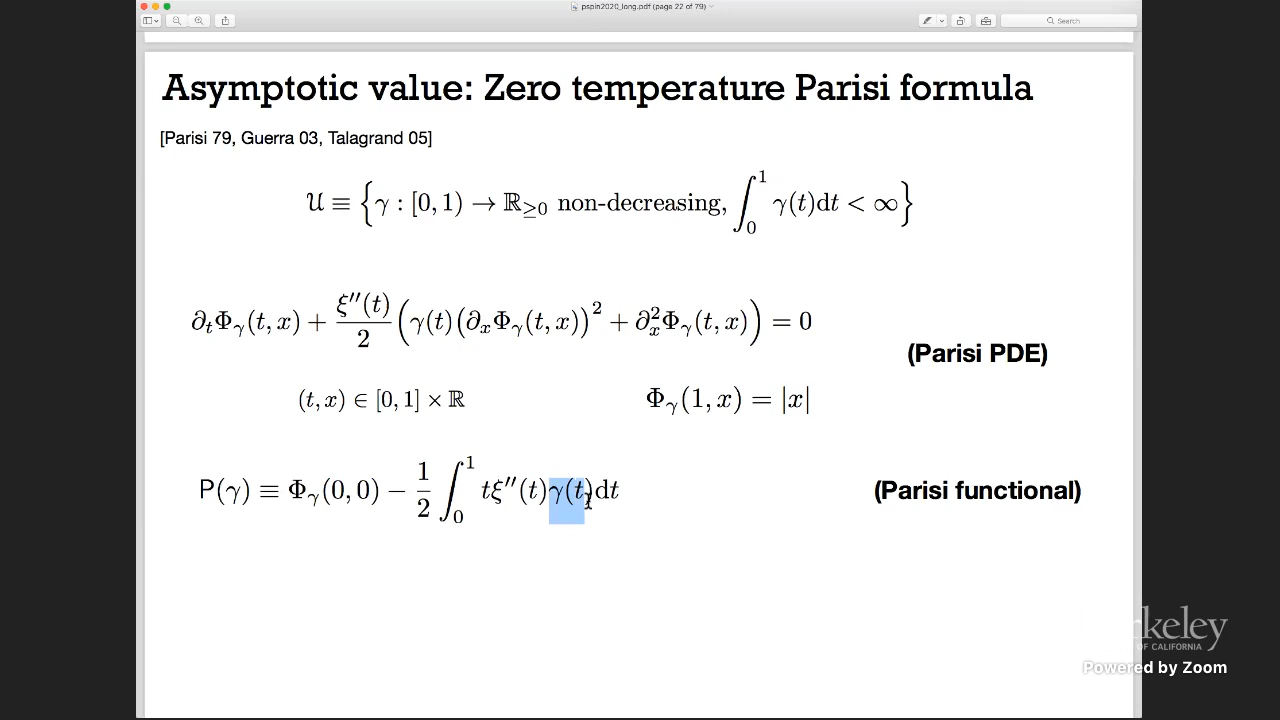 pspin2020_long.pdf (page 22 of 79)
Search
Asymptotic value: Zero temperature Parisi formula
[Parisi 79, Guerra 03, Talagrand 05]
𝒰 ≡ {γ : [0, 1) → ℝ≥0 non-decreasing, ∫₀¹ γ(t)dt < ∞}
∂ₜΦ_γ(t, x) + ξ″(t)/2 (γ(t)(∂ₓΦ_γ(t, x))² + ∂ₓ²Φ_γ(t, x)) = 0
(Parisi PDE)
(t, x) ∈ [0, 1] × ℝ Φ_γ(1, x) = |x|
P(γ) ≡ Φ_γ(0, 0) − 1/2 ∫₀¹ tξ″(t)γ(t)dt (Parisi functional)
OF CALIFORNIA
Powered by Zoom